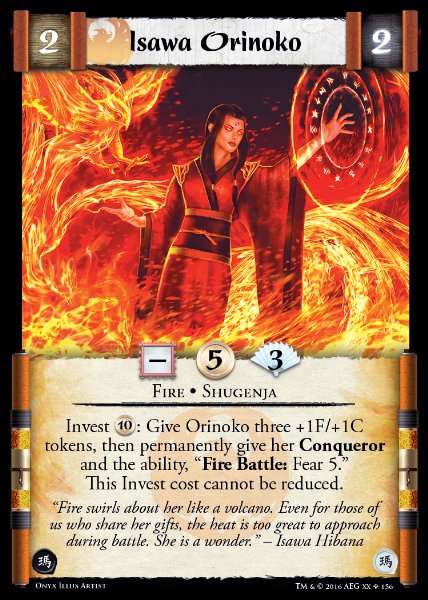 2 Isawa Orinoko 2
– 5 3
Fire • Shugenja
Invest 10: Give Orinoko three +1F/+1C
tokens, then permanently give her Conqueror
and the ability, “Fire Battle: Fear 5.”
This Invest cost cannot be reduced.
“Fire swirls about her like a volcano. Even for those of
us who share her gifts, the heat is too great to approach
during battle. She is a wonder.” – Isawa Hibana
瑪 瑪
Onyx Illus Artist TM & © 2016 AEG XX ❖ 156